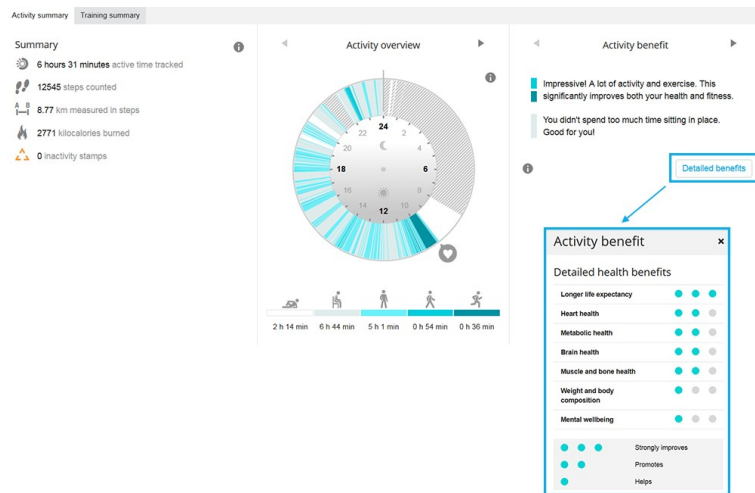 Activity summary
Training summary
Summary
6 hours 31 minutes active time tracked
12545 steps counted
A B
8.77 km measured in steps
2771 kilocalories burned
0 inactivity stamps
Activity overview
24
2
4
6
8
10
12
14
16
18
20
22
2 h 14 min
6 h 44 min
5 h 1 min
0 h 54 min
0 h 36 min
Activity benefit
Impressive! A lot of activity and exercise. This
significantly improves both your health and fitness.
You didn't spend too much time sitting in place.
Good for you!
Detailed benefits
Activity benefit
Detailed health benefits
Longer life expectancy
Heart health
Metabolic health
Brain health
Muscle and bone health
Weight and body
composition
Mental wellbeing
Strongly improves
Promotes
Helps